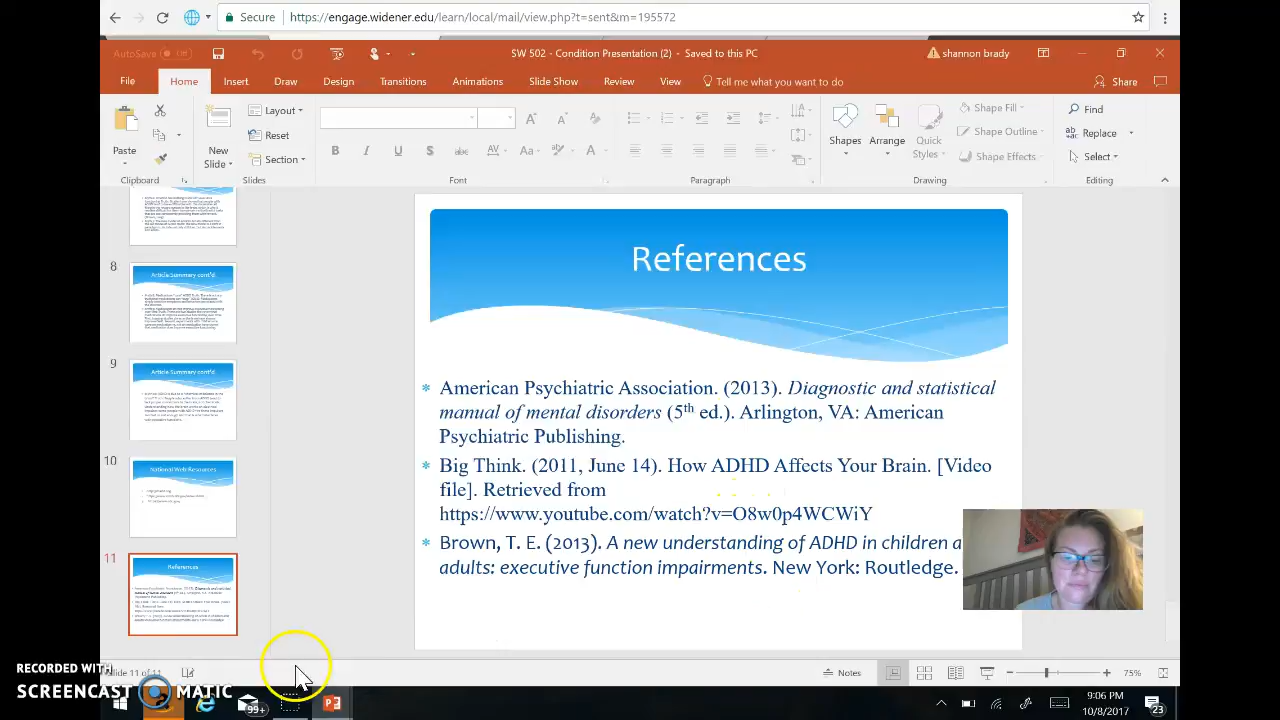 Secure https://engage.widener.edu/learn/local/mail/view.php?t=sent&m=195572
AutoSave Off SW 502 - Condition Presentation (2) - Saved to this PC shannon brady
File Home Insert Draw Design Transitions Animations Slide Show Review View Tell me what you want to do Share
Paste New Slide Layout Reset Section
Shapes Arrange Quick Styles Shape Fill Shape Outline Shape Effects
Find Replace Select
Clipboard Slides Font Paragraph Drawing Editing
8 Article Summary cont'd
9 Article Summary cont'd
10 National Web Resources
11 References
References
American Psychiatric Association. (2013). Diagnostic and statistical
manual of mental disorders (5th ed.). Arlington, VA: American
Psychiatric Publishing.
Big Think. (2011, June 14). How ADHD Affects Your Brain. [Video
file]. Retrieved from
https://www.youtube.com/watch?v=O8w0p4WCWiY
Brown, T. E. (2013). A new understanding of ADHD in children a
adults: executive function impairments. New York: Routledge.
Slide 11 of 11 Notes 75%
RECORDED WITH
SCREENCAST MATIC
99+
9:06 PM
10/8/2017
23